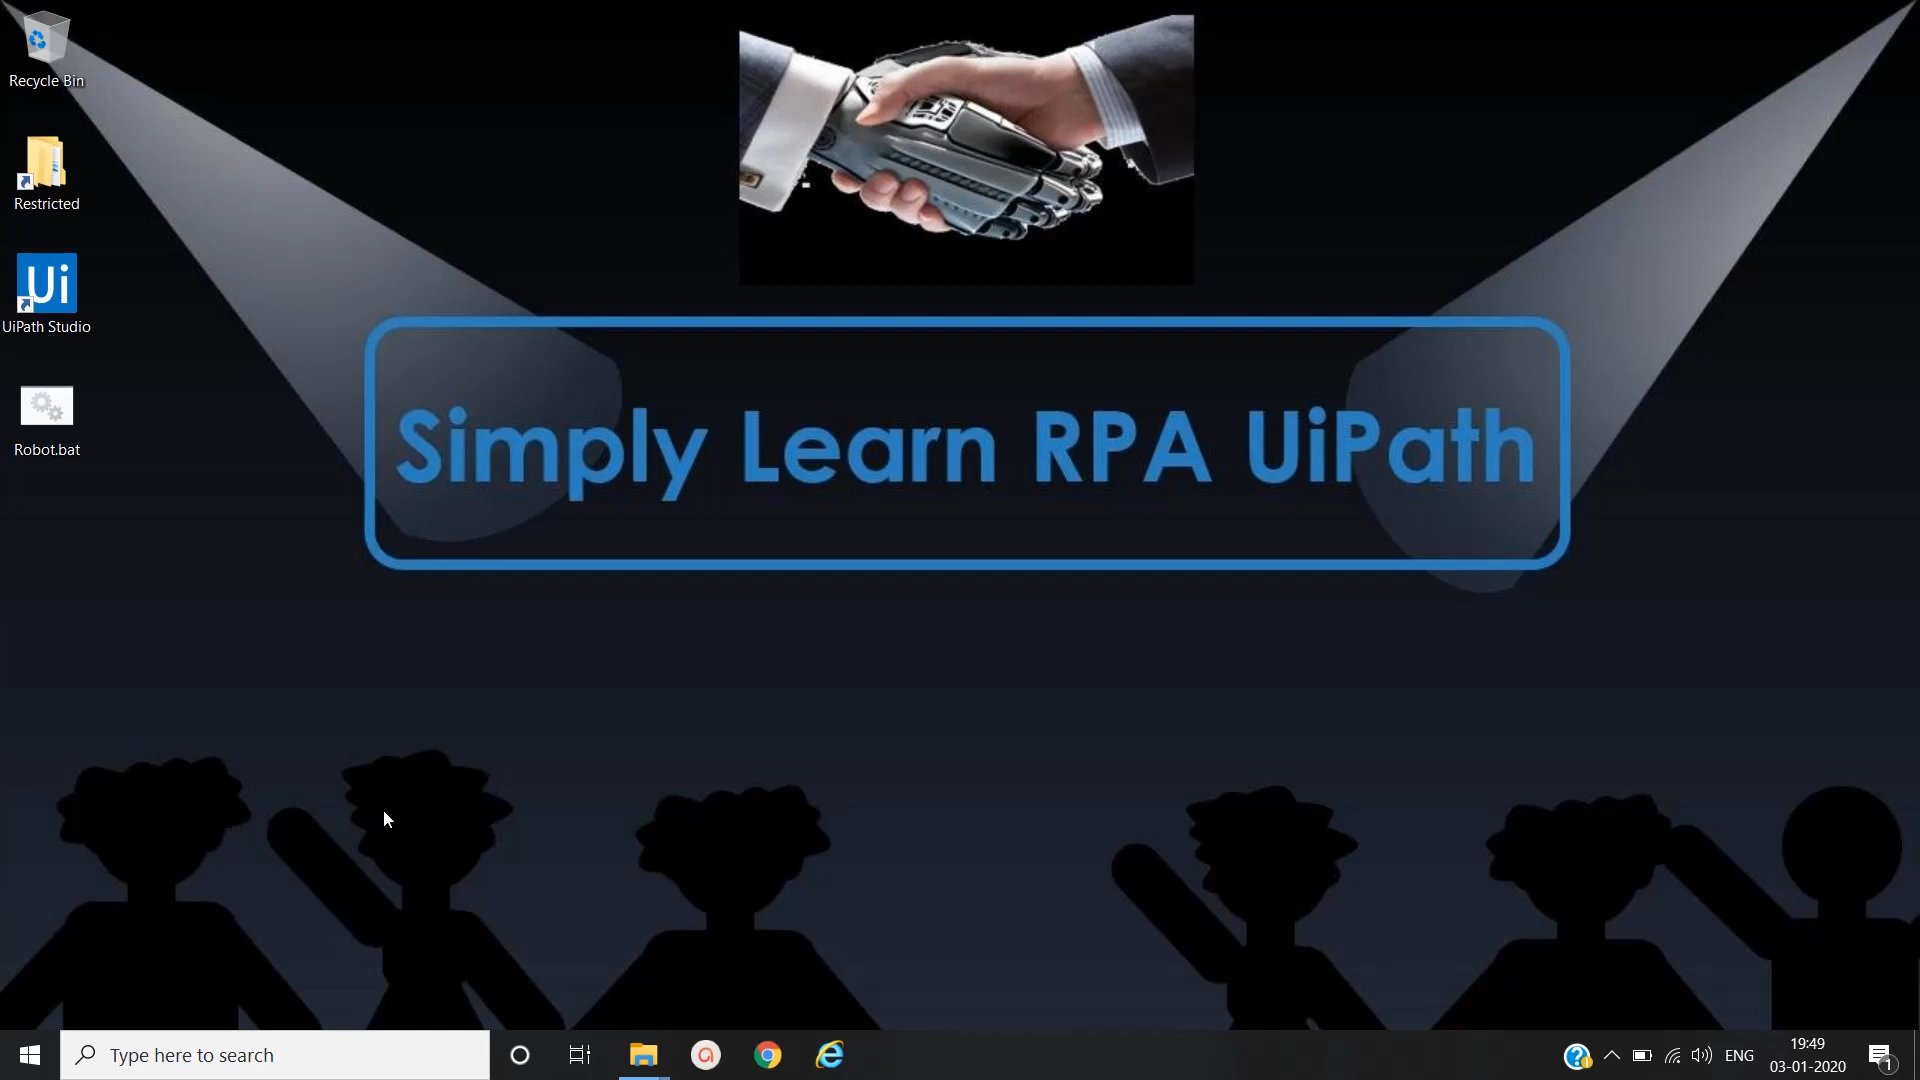 Recycle Bin
Restricted
Ui
UiPath Studio
Robot.bat
Simply Learn RPA UiPath
Type here to search
ENG
19:49
03-01-2020
1